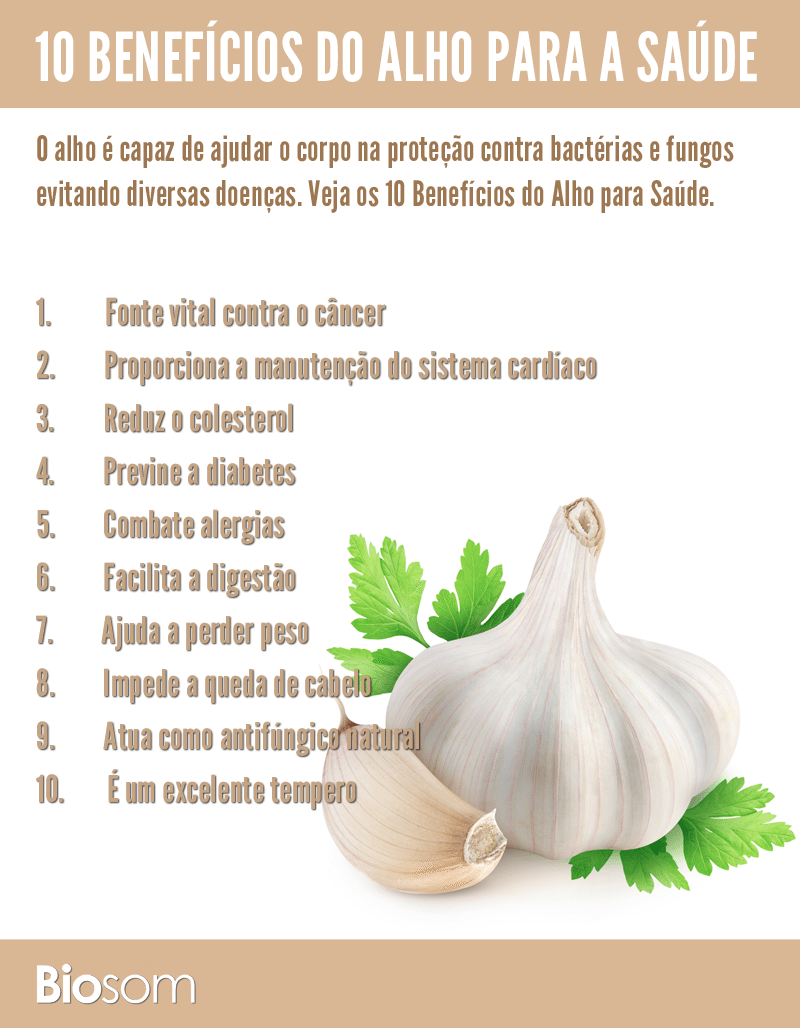 10 BENEFÍCIOS DO ALHO PARA A SAÚDE
O alho é capaz de ajudar o corpo na proteção contra bactérias e fungos
evitando diversas doenças. Veja os 10 Benefícios do Alho para Saúde.
1. Fonte vital contra o câncer
2. Proporciona a manutenção do sistema cardíaco
3. Reduz o colesterol
4. Previne a diabetes
5. Combate alergias
6. Facilita a digestão
7. Ajuda a perder peso
8. Impede a queda de cabelo
9. Atua como antifúngico natural
10. É um excelente tempero
Biosom